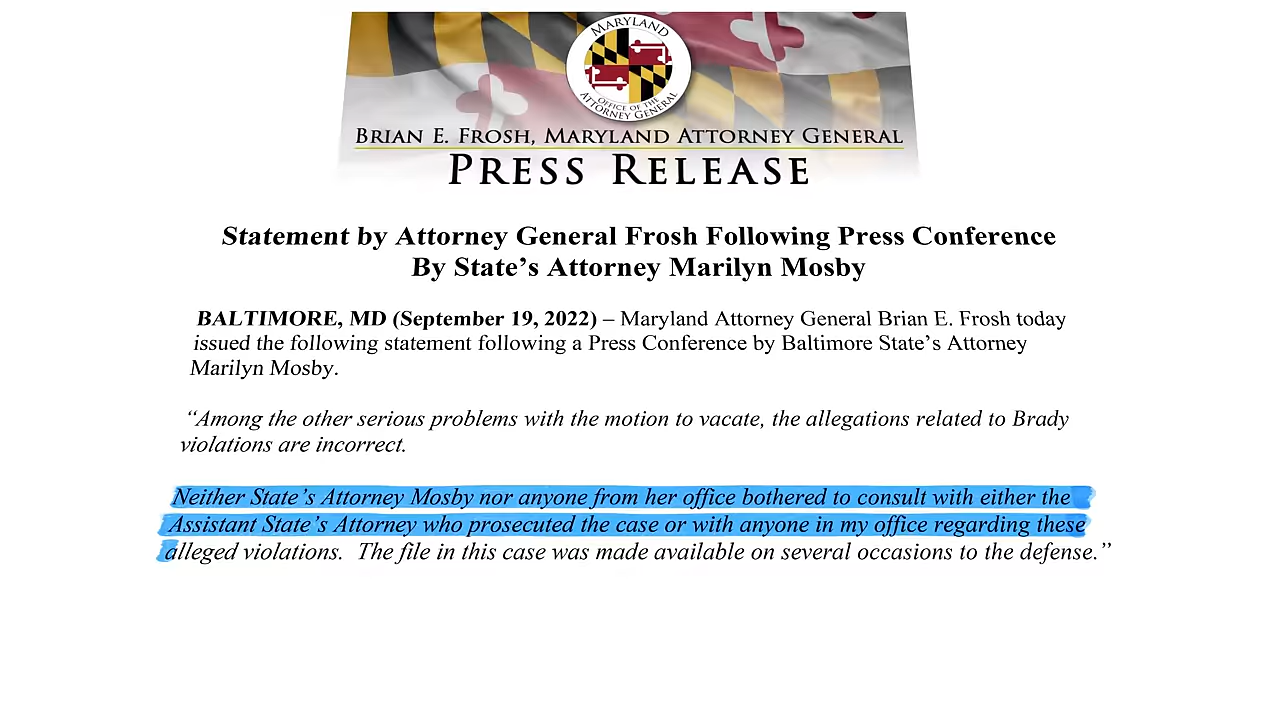 MARYLAND
OFFICE OF THE
ATTORNEY GENERAL
BRIAN E. FROSH, MARYLAND ATTORNEY GENERAL
PRESS RELEASE
Statement by Attorney General Frosh Following Press Conference
By State’s Attorney Marilyn Mosby
BALTIMORE, MD (September 19, 2022) – Maryland Attorney General Brian E. Frosh today
issued the following statement following a Press Conference by Baltimore State’s Attorney
Marilyn Mosby.
“Among the other serious problems with the motion to vacate, the allegations related to Brady
violations are incorrect.
Neither State’s Attorney Mosby nor anyone from her office bothered to consult with either the
Assistant State’s Attorney who prosecuted the case or with anyone in my office regarding these
alleged violations.  The file in this case was made available on several occasions to the defense.”